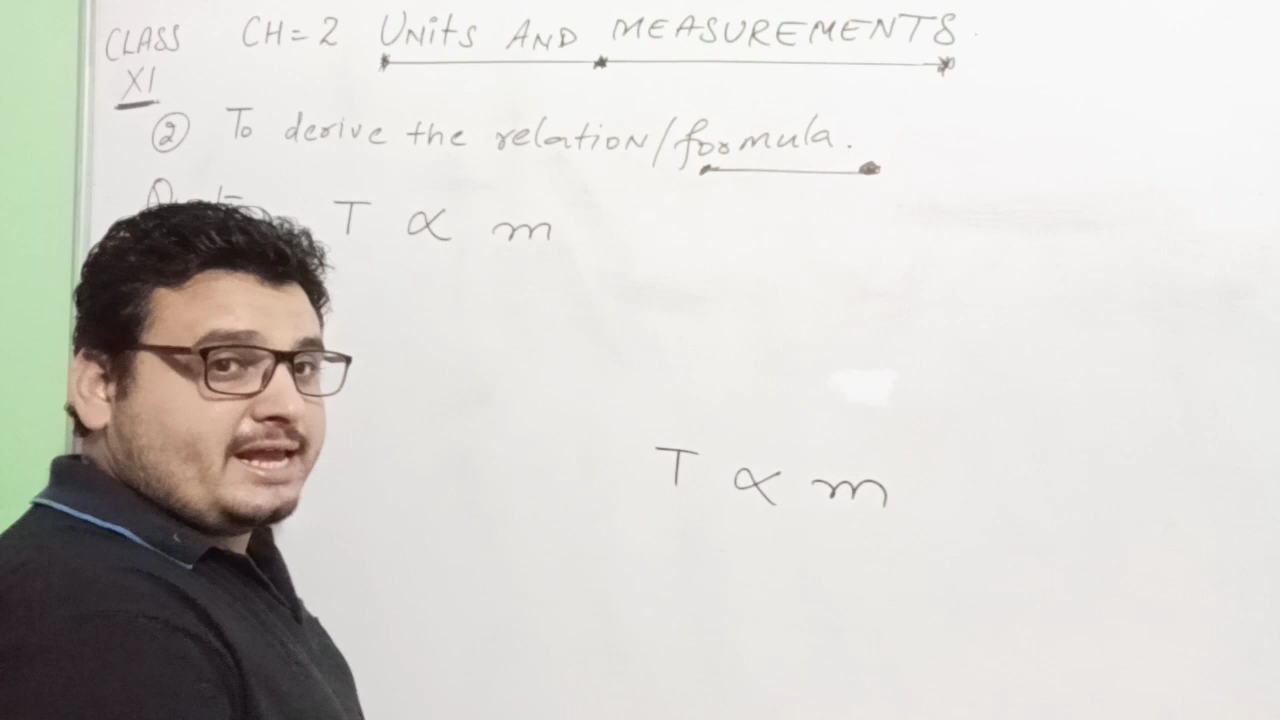 CLASS CH=2 UNits AND MEASUREMENTS.
XI
② To derive the relation/formula.
T ∝ m
T ∝ m